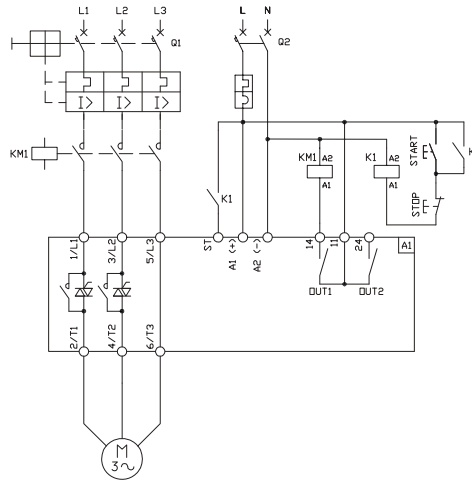 L1 L2 L3 L N
Q1 Q2
I> I> I>
START
KM1 KM1 A2 K1 A2
A1 A1
K1 STOP
1/L1 3/L2 5/L3 ST A1 (+) A2 (-) 14 11 24 A1
OUT1 OUT2
2/T1 4/T2 6/T3
M
3~